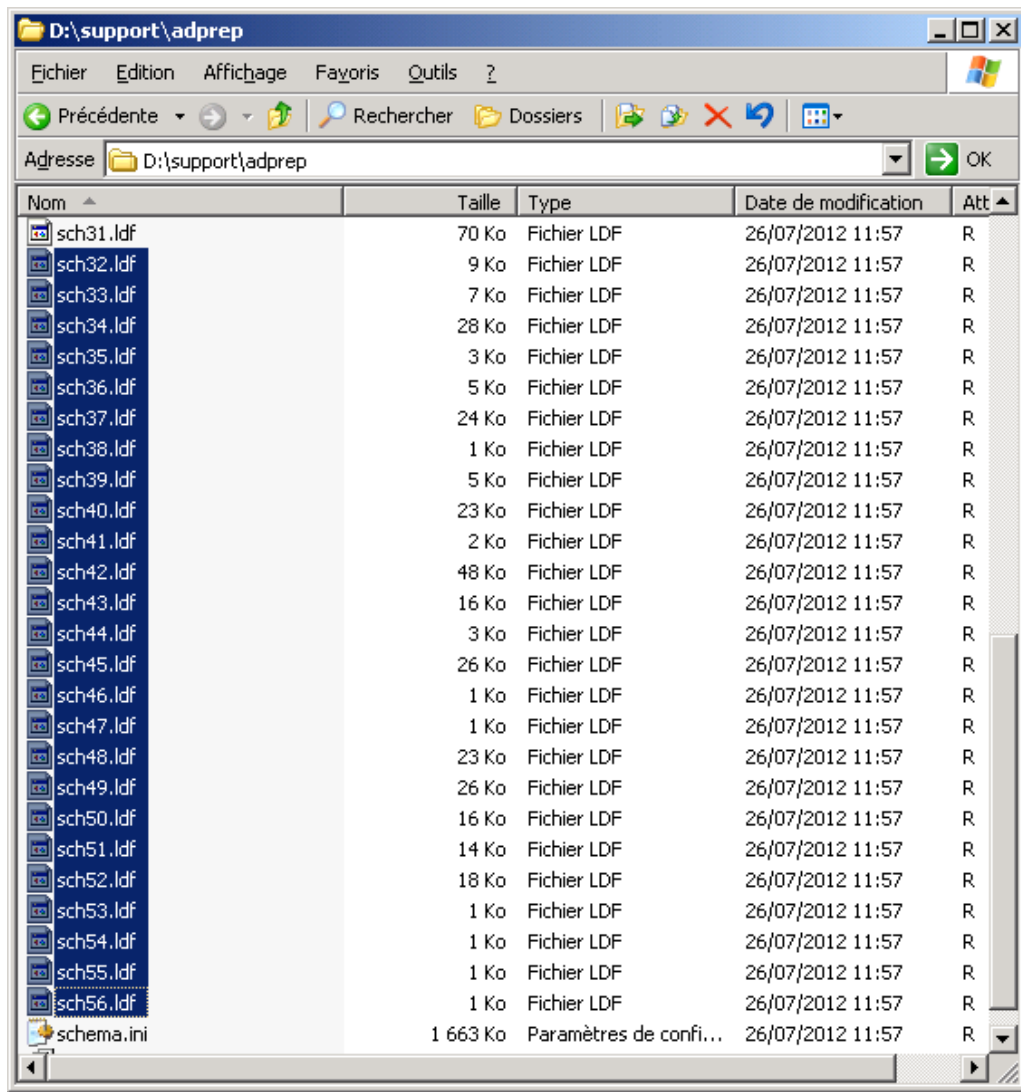 D:\support\adprep
Fichier Edition Affichage Favoris Outils ?
Précédente Rechercher Dossiers
Adresse D:\support\adprep OK
Nom Taille Type Date de modification Att
sch31.ldf 70 Ko Fichier LDF 26/07/2012 11:57 R
sch32.ldf 9 Ko Fichier LDF 26/07/2012 11:57 R
sch33.ldf 7 Ko Fichier LDF 26/07/2012 11:57 R
sch34.ldf 28 Ko Fichier LDF 26/07/2012 11:57 R
sch35.ldf 3 Ko Fichier LDF 26/07/2012 11:57 R
sch36.ldf 5 Ko Fichier LDF 26/07/2012 11:57 R
sch37.ldf 24 Ko Fichier LDF 26/07/2012 11:57 R
sch38.ldf 1 Ko Fichier LDF 26/07/2012 11:57 R
sch39.ldf 5 Ko Fichier LDF 26/07/2012 11:57 R
sch40.ldf 23 Ko Fichier LDF 26/07/2012 11:57 R
sch41.ldf 2 Ko Fichier LDF 26/07/2012 11:57 R
sch42.ldf 48 Ko Fichier LDF 26/07/2012 11:57 R
sch43.ldf 16 Ko Fichier LDF 26/07/2012 11:57 R
sch44.ldf 3 Ko Fichier LDF 26/07/2012 11:57 R
sch45.ldf 26 Ko Fichier LDF 26/07/2012 11:57 R
sch46.ldf 1 Ko Fichier LDF 26/07/2012 11:57 R
sch47.ldf 1 Ko Fichier LDF 26/07/2012 11:57 R
sch48.ldf 23 Ko Fichier LDF 26/07/2012 11:57 R
sch49.ldf 26 Ko Fichier LDF 26/07/2012 11:57 R
sch50.ldf 16 Ko Fichier LDF 26/07/2012 11:57 R
sch51.ldf 14 Ko Fichier LDF 26/07/2012 11:57 R
sch52.ldf 18 Ko Fichier LDF 26/07/2012 11:57 R
sch53.ldf 1 Ko Fichier LDF 26/07/2012 11:57 R
sch54.ldf 1 Ko Fichier LDF 26/07/2012 11:57 R
sch55.ldf 1 Ko Fichier LDF 26/07/2012 11:57 R
sch56.ldf 1 Ko Fichier LDF 26/07/2012 11:57 R
schema.ini 1 663 Ko Paramètres de confi... 26/07/2012 11:57 R